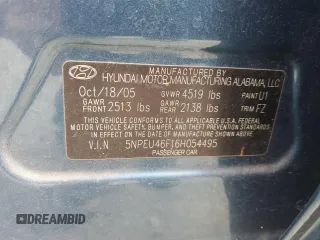 MANUFACTURED BY
HYUNDAI MOTOR MANUFACTURING ALABAMA, LLC
Oct/18/05 GVWR 4519 lbs PAINT U1
GAWR FRONT 2513 lbs GAWR REAR 2138 lbs TRIM FZ
THIS VEHICLE CONFORMS TO ALL APPLICABLE FEDERAL
MOTOR VEHICLE SAFETY, BUMPER, AND THEFT PREVENTION STANDARDS
IN EFFECT ON THE DATE OF MANUFACTURE SHOWN ABOVE.
V.I.N 5NPEU46F16H054495
PASSENGER CAR
DREAMBID